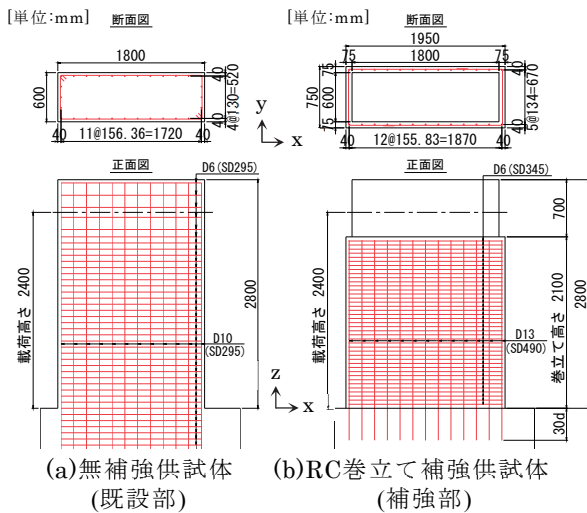 [単位:mm] 断面図
1800
600
40
40
4@130=520
40 11@156.36=1720 40
y
x
正面図
D6(SD295)
載荷高さ 2400
2800
D10
(SD295)
z
x
(a)無補強供試体
(既設部)
[単位:mm] 断面図
1950
75 1800 75
750
75
600
75
40
40
5@134=670
40 12@155.83=1870 40
正面図
D6(SD345)
700
載荷高さ 2400
巻立て高さ 2100
2800
D13
(SD490)
30d
(b)RC巻立て補強供試体
(補強部)